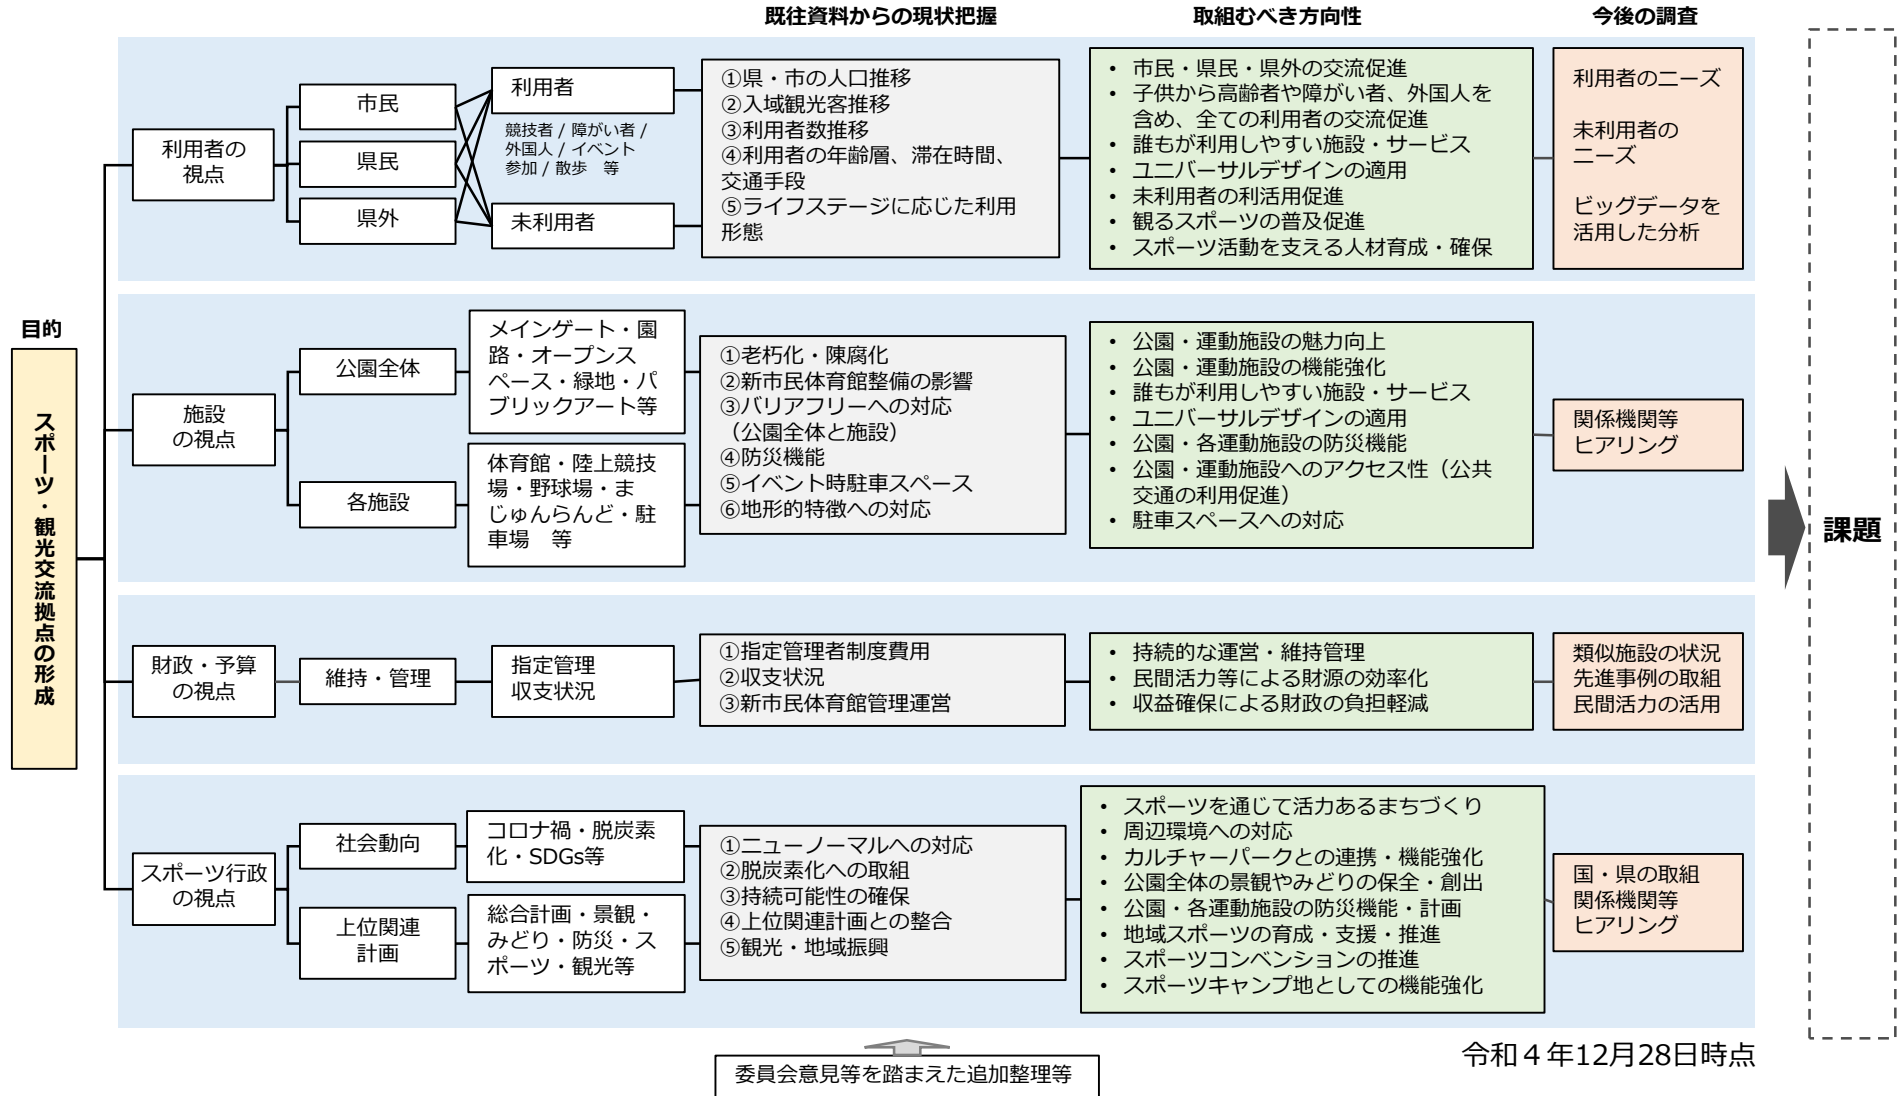 既往資料からの現状把握
取組むべき方向性
今後の調査
目的
スポーツ・観光交流拠点の形成
利用者の
視点
市民
県民
県外
利用者
競技者 / 障がい者 /
外国人 / イベント
参加 / 散歩　等
未利用者
①県・市の人口推移
②入域観光客推移
③利用者数推移
④利用者の年齢層、滞在時間、
交通手段
⑤ライフステージに応じた利用
形態
• 市民・県民・県外の交流促進
• 子供から高齢者や障がい者、外国人を
含め、全ての利用者の交流促進
• 誰もが利用しやすい施設・サービス
• ユニバーサルデザインの適用
• 未利用者の利活用促進
• 観るスポーツの普及促進
• スポーツ活動を支える人材育成・確保
利用者のニーズ
未利用者の
ニーズ
ビッグデータを
活用した分析
施設
の視点
公園全体
各施設
メインゲート・園
路・オープンス
ペース・緑地・パ
ブリックアート等
体育館・陸上競技
場・野球場・ま
じゅんらんど・駐
車場　等
①老朽化・陳腐化
②新市民体育館整備の影響
③バリアフリーへの対応
（公園全体と施設）
④防災機能
⑤イベント時駐車スペース
⑥地形的特徴への対応
• 公園・運動施設の魅力向上
• 公園・運動施設の機能強化
• 誰もが利用しやすい施設・サービス
• ユニバーサルデザインの適用
• 公園・各運動施設の防災機能
• 公園・運動施設へのアクセス性（公共
交通の利用促進）
• 駐車スペースへの対応
関係機関等
ヒアリング
財政・予算
の視点
維持・管理
指定管理
収支状況
①指定管理者制度費用
②収支状況
③新市民体育館管理運営
• 持続的な運営・維持管理
• 民間活力等による財源の効率化
• 収益確保による財政の負担軽減
類似施設の状況
先進事例の取組
民間活力の活用
スポーツ行政
の視点
社会動向
上位関連
計画
コロナ禍・脱炭素
化・SDGs等
総合計画・景観・
みどり・防災・ス
ポーツ・観光等
①ニューノーマルへの対応
②脱炭素化への取組
③持続可能性の確保
④上位関連計画との整合
⑤観光・地域振興
• スポーツを通じて活力あるまちづくり
• 周辺環境への対応
• カルチャーパークとの連携・機能強化
• 公園全体の景観やみどりの保全・創出
• 公園・各運動施設の防災機能・計画
• 地域スポーツの育成・支援・推進
• スポーツコンベンションの推進
• スポーツキャンプ地としての機能強化
国・県の取組
関係機関等
ヒアリング
課題
委員会意見等を踏まえた追加整理等
令和４年12月28日時点